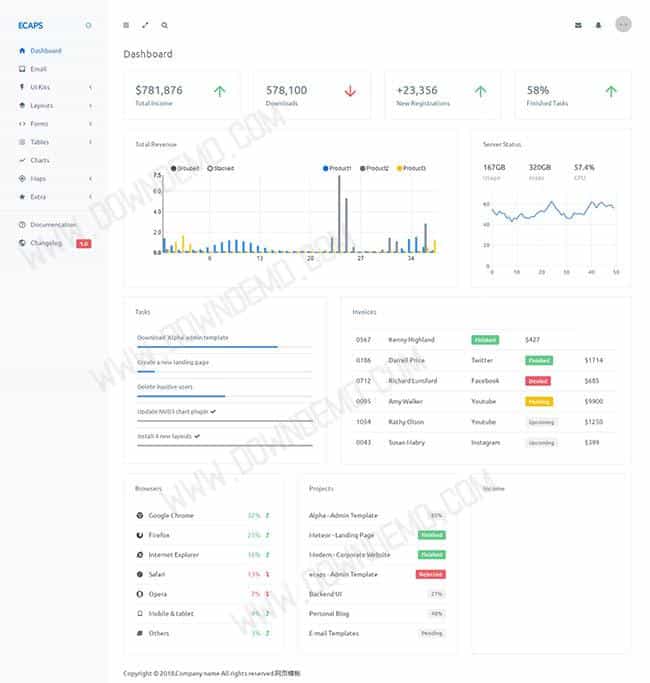 ECAPS
Dashboard
Email
UI Kits
Layouts
Forms
Tables
Charts
Maps
Extra
Documentation
Changelog 1.0
Dashboard
$781,876
Total Income
578,100
Downloads
+23,356
New Registrations
58%
Finished Tasks
Total Revenue
Grouped Stacked Product1 Product2 Product3
7.5
6.0
4.0
2.0
0.0
6 13 20 27 34
Server Status
167GB 320GB 57.4%
Usage CPU
60
40
20
0
0 10 20 30 40 50
Tasks
Download Alpha admin template
Create a new landing page
Delete inactive users
Update NVD3 chart plugin
Install 4 new layouts
Invoices
0567 Kenny Highland Finished $427
0186 Darrell Price Twitter Finished $1714
0712 Richard Lunsford Facebook Denied $685
0095 Amy Walker Youtube Pending $9900
1054 Kathy Olson Youtube Upcoming $1250
0043 Susan Mabry Instagram Upcoming $399
Browsers
Google Chrome 32%
Firefox 25%
Internet Explorer 16%
Safari 13%
Opera 7%
Mobile & tablet 4%
Others 3%
Projects
Alpha - Admin Template
Meteor - Landing Page Finished
Modern - Corporate Website Finished
ecaps - Admin Template Rejected
Backend UI 27%
Personal Blog 48%
E-mail Templates Pending
Income
Copyright © 2018.Company name All rights reserved.网页模板
WWW.DOWNDEMO.COM
WWW.DOWNDEMO.COM
WWW.DOWNDEMO.COM
WWW.DOWNDEMO.COM